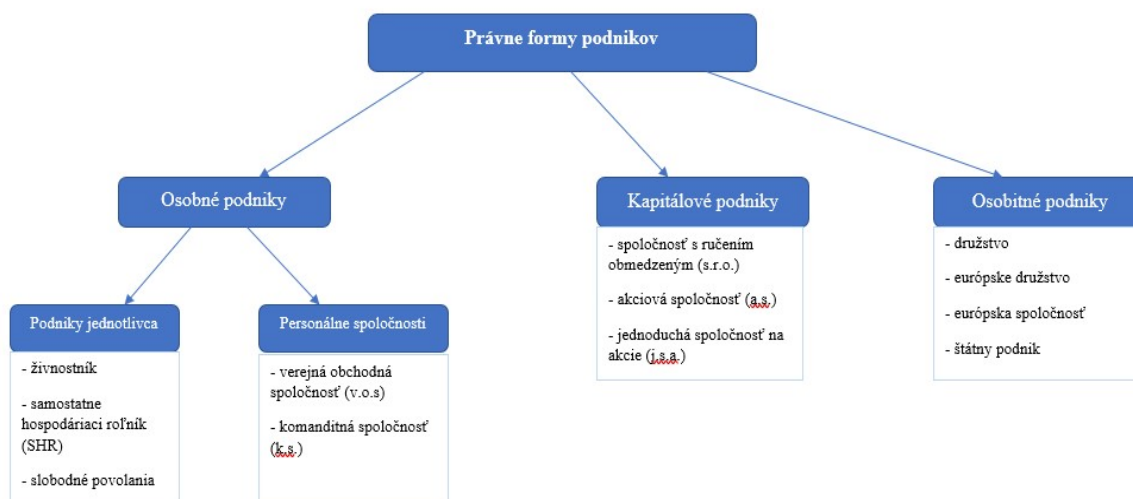 Právne formy podnikov
Osobné podniky
Kapitálové podniky
Osobitné podniky
- spoločnosť s ručením
obmedzeným (s.r.o.)
- akciová spoločnosť (a.s.)
- jednoduchá spoločnosť na
akcie (j.s.a.)
- družstvo
- európske družstvo
- európska spoločnosť
- štátny podnik
Podniky jednotlivca
- živnostník
- samostatne
hospodáriaci roľník
(SHR)
- slobodné povolania
Personálne spoločnosti
- verejná obchodná
spoločnosť (v.o.s)
- komanditná spoločnosť
(k.s.)